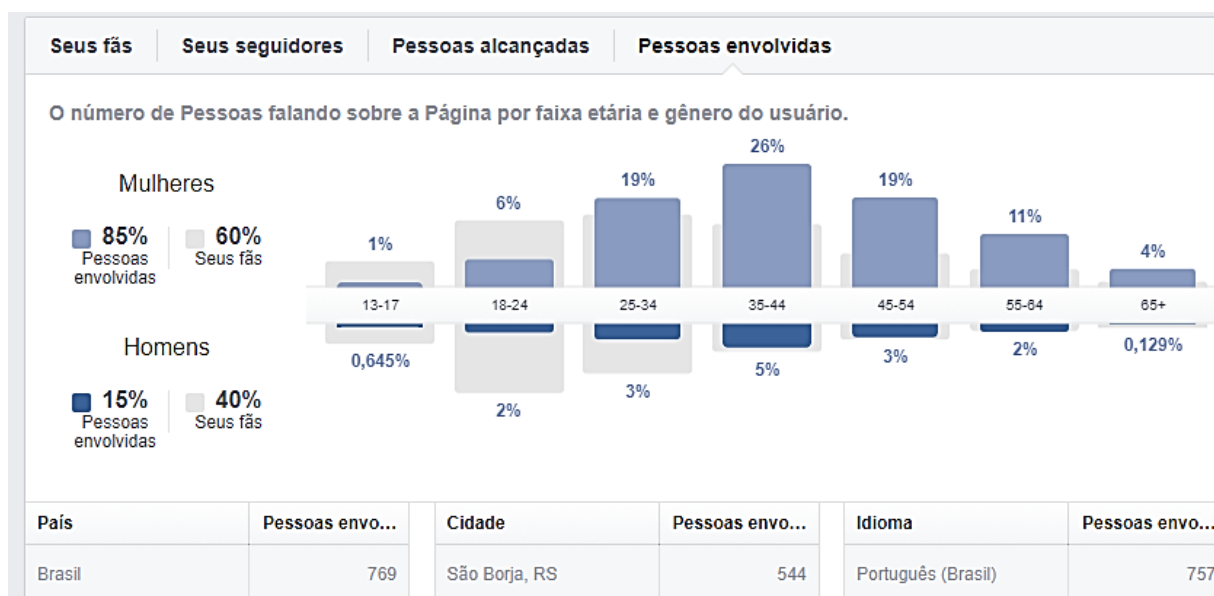 Seus fãs Seus seguidores Pessoas alcançadas Pessoas envolvidas
O número de Pessoas falando sobre a Página por faixa etária e gênero do usuário.
Mulheres
85% 60%
Pessoas envolvidas Seus fãs
1% 6% 19% 26% 19% 11% 4%
13-17 18-24 25-34 35-44 45-54 55-64 65+
Homens
15% 40%
Pessoas envolvidas Seus fãs
0,645% 2% 3% 5% 3% 2% 0,129%
País Pessoas envo... Cidade Pessoas envo... Idioma Pessoas envo...
Brasil 769 São Borja, RS 544 Português (Brasil) 757